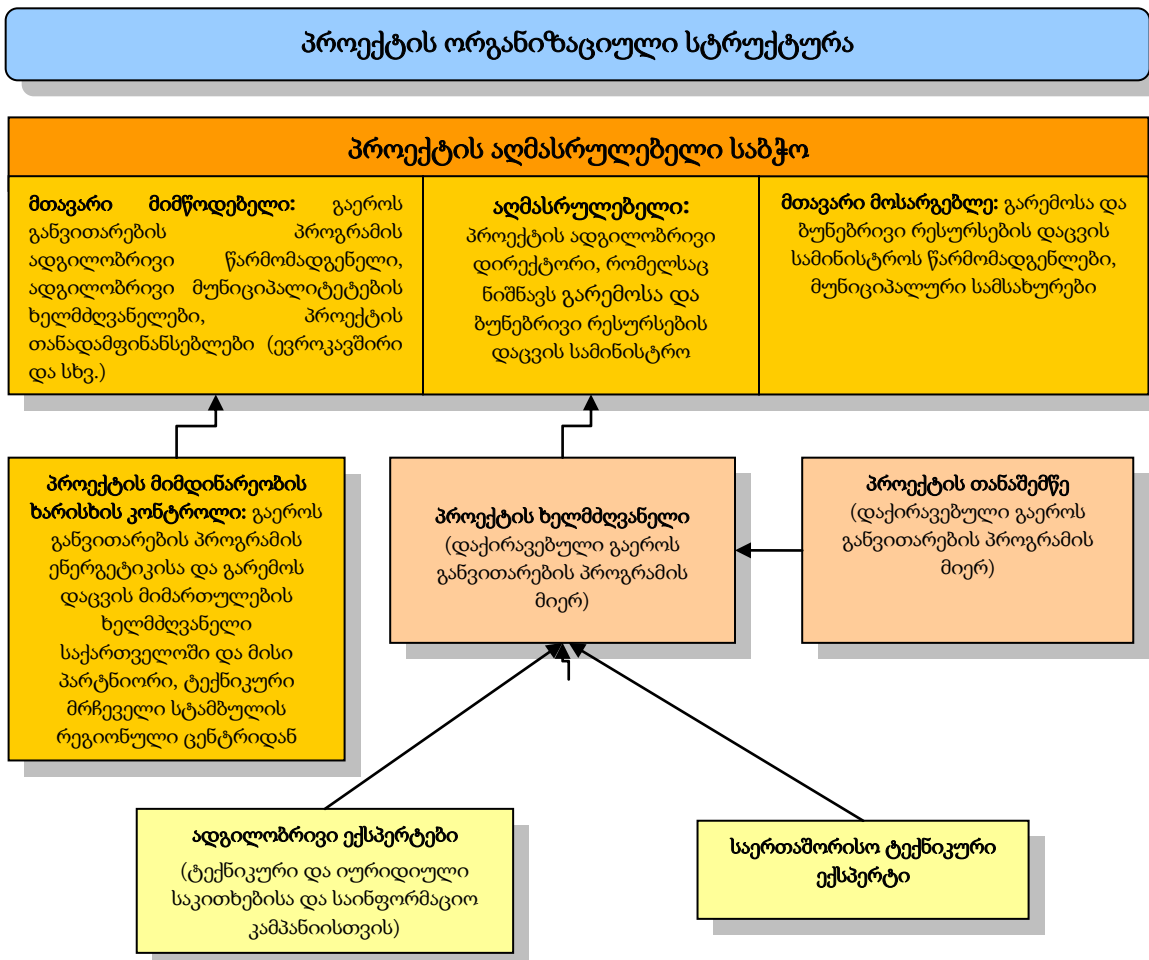 პროექტის ორგანიზაციული სტრუქტურა
პროექტის აღმასრულებელი საბჭო
მთავარი მიმწოდებელი: გაეროს
განვითარების პროგრამის
ადგილობრივი წარმომადგენელი,
ადგილობრივი მუნიციპალიტეტების
ხელმძღვანელები, პროექტის
თანადამფინანსებლები (ევროკავშირი
და სხვ.)
აღმასრულებელი:
პროექტის ადგილობრივი
დირექტორი, რომელსაც
ნიშნავს გარემოსა და
ბუნებრივი რესურსების
დაცვის სამინისტრო
მთავარი მოსარგებლე: გარემოსა და
ბუნებრივი რესურსების დაცვის
სამინისტროს წარმომადგენლები,
მუნიციპალური სამსახურები
პროექტის მიმდინარეობის
ხარისხის კონტროლი: გაეროს
განვითარების პროგრამის
ენერგეტიკისა და გარემოს
დაცვის მიმართულების
ხელმძღვანელი
საქართველოში და მისი
პარტნიორი, ტექნიკური
მრჩეველი სტამბულის
რეგიონული ცენტრიდან
პროექტის ხელმძღვანელი
(დაქირავებული გაეროს
განვითარების პროგრამის
მიერ)
პროექტის თანაშემწე
(დაქირავებული გაეროს
განვითარების პროგრამის
მიერ)
ადგილობრივი ექსპერტები
(ტექნიკური და იურიდიული
საკითხებისა და საინფორმაციო
კამპანიისთვის)
საერთაშორისო ტექნიკური
ექსპერტი